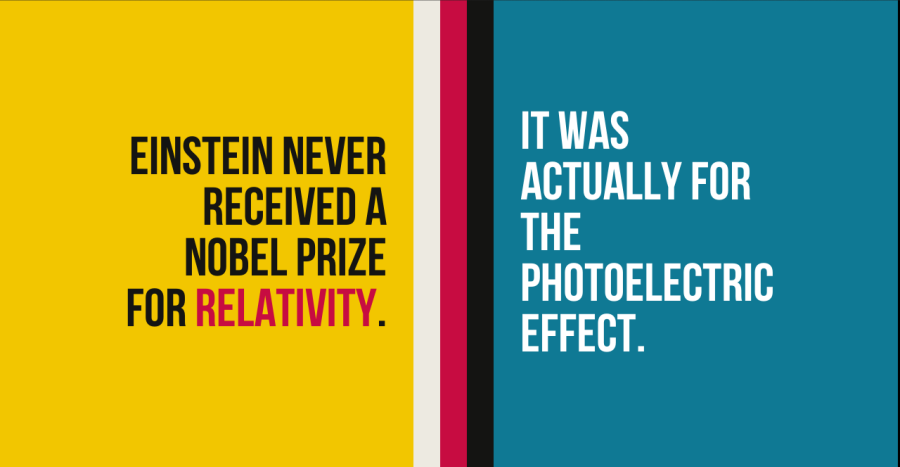 EINSTEIN NEVER
RECEIVED A
NOBEL PRIZE
FOR RELATIVITY.
IT WAS
ACTUALLY FOR
THE
PHOTOELECTRIC
EFFECT.